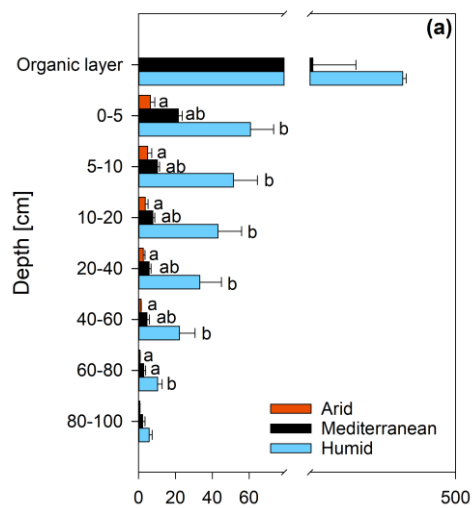 (a)
Organic layer
0-5
a
ab
b
5-10
a
ab
b
10-20
a
ab
b
20-40
a
ab
b
40-60
a
ab
b
60-80
a
a
b
80-100
Depth [cm]
Arid
Mediterranean
Humid
0 20 40 60 500